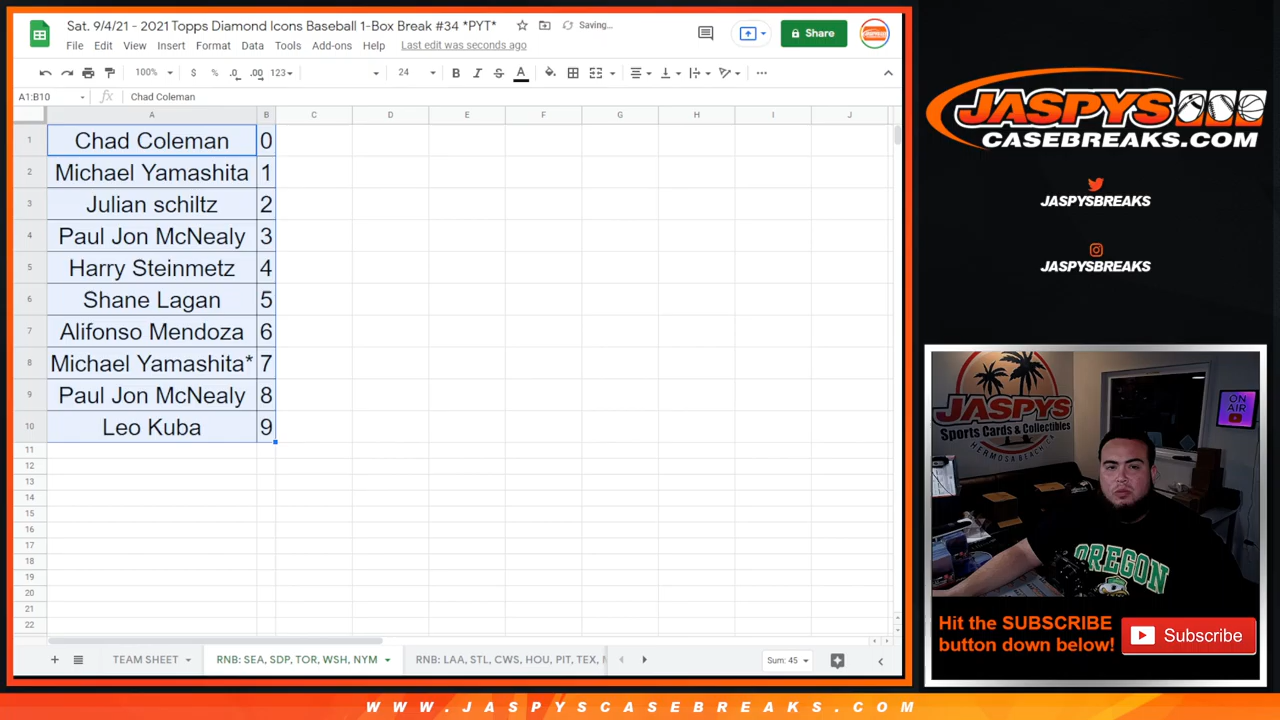 Sat. 9/4/21 - 2021 Topps Diamond Icons Baseball 1-Box Break #34 *PYT*
Saving...
File Edit View Insert Format Data Tools Add-ons Help Last edit was seconds ago
Share
100% $ % .0 .00 123 24 B I S A
A1:B10 fx Chad Coleman
A B C D E F G H I J
1 Chad Coleman 0
2 Michael Yamashita 1
3 Julian schiltz 2
4 Paul Jon McNealy 3
5 Harry Steinmetz 4
6 Shane Lagan 5
7 Alifonso Mendoza 6
8 Michael Yamashita* 7
9 Paul Jon McNealy 8
10 Leo Kuba 9
11
12
13
14
15
16
17
18
19
20
21
22
+ TEAM SHEET RNB: SEA, SDP, TOR, WSH, NYM RNB: LAA, STL, CWS, HOU, PIT, TEX, Sum: 45
JASPYS
CASEBREAKS.COM
JASPYSBREAKS
JASPYSBREAKS
JASPYS
Sports Cards & Collectibles
HERMOSA BEACH, CA
ON
AIR
OREGON
Hit the SUBSCRIBE
button down below!
Subscribe
WWW.JASPYSCASEBREAKS.COM